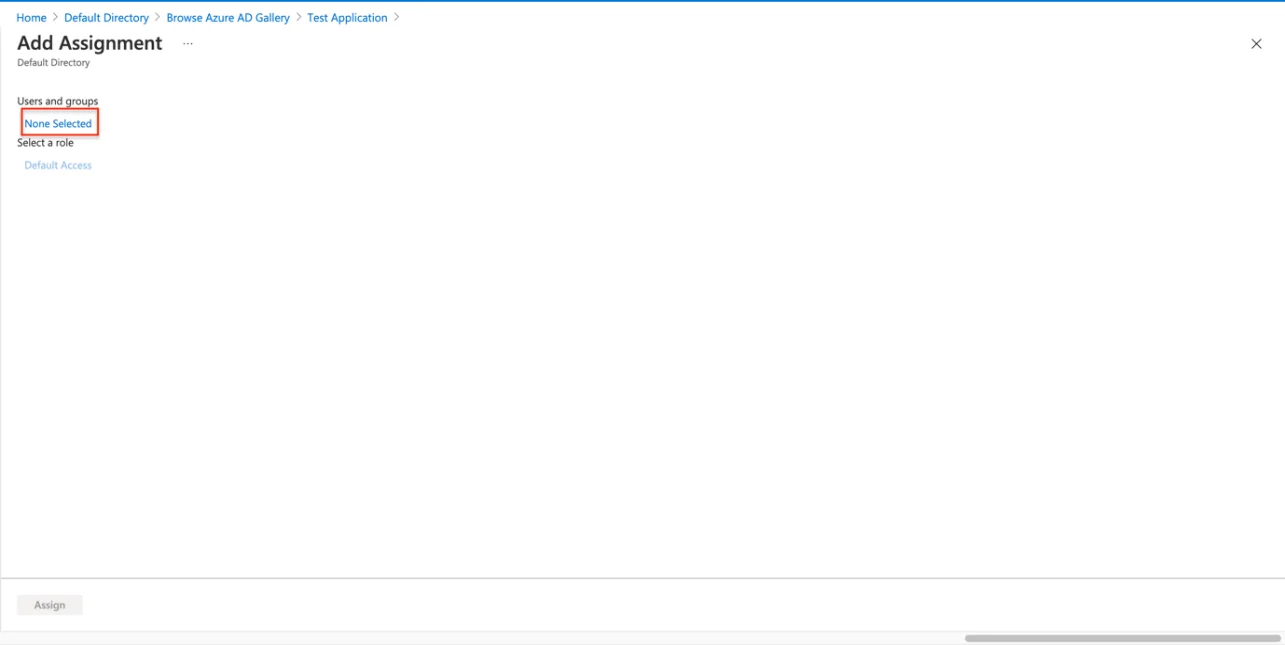 Home > Default Directory > Browse Azure AD Gallery > Test Application >
Add Assignment ...
Default Directory
Users and groups
None Selected
Select a role
Default Access
Assign